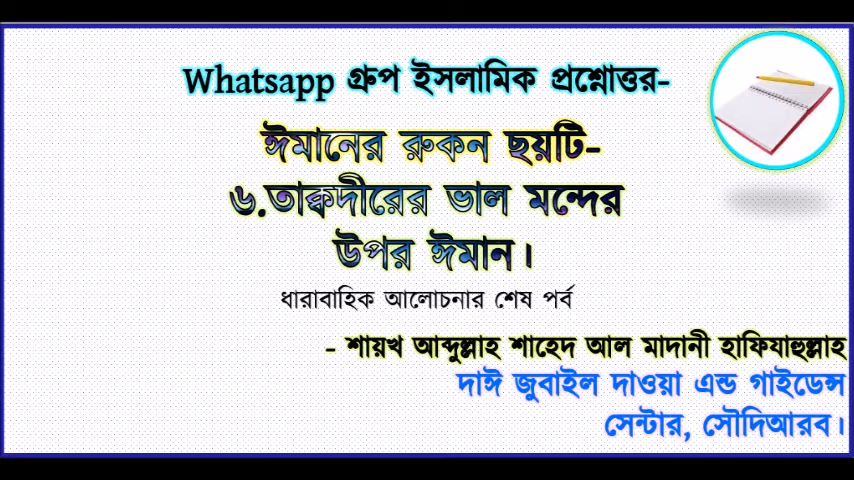 Whatsapp গ্রুপ ইসলামিক প্রশ্নোত্তর-
ঈমানের রুকন ছয়টি-
৬.তাক্বদীরের ভাল মন্দের
উপর ঈমান।
ধারাবাহিক আলোচনার শেষ পর্ব
- শায়খ আব্দুল্লাহ শাহেদ আল মাদানী হাফিযাহুল্লাহ
দাঈ জুবাইল দাওয়া এন্ড গাইডেন্স
সেন্টার, সৌদিআরব।